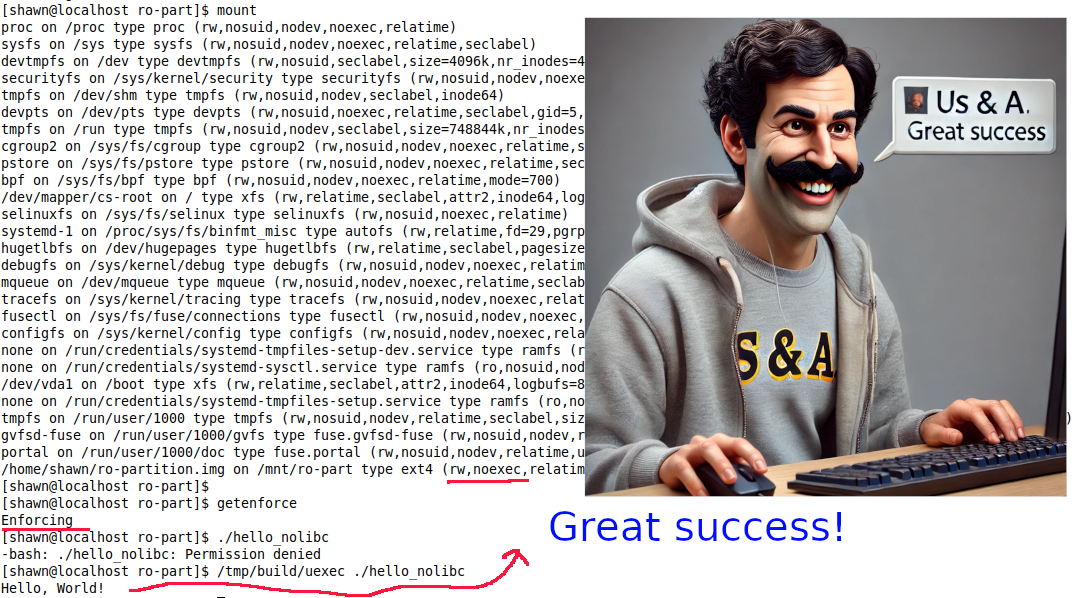 [shawn@localhost ro-part]$ mount
proc on /proc type proc (rw,nosuid,nodev,noexec,relatime)
sysfs on /sys type sysfs (rw,nosuid,nodev,noexec,relatime,seclabel)
devtmpfs on /dev type devtmpfs (rw,nosuid,seclabel,size=4096k,nr_inodes=4
securityfs on /sys/kernel/security type securityfs (rw,nosuid,nodev,noexe
tmpfs on /dev/shm type tmpfs (rw,nosuid,nodev,seclabel,inode64)
devpts on /dev/pts type devpts (rw,nosuid,noexec,relatime,seclabel,gid=5,
tmpfs on /run type tmpfs (rw,nosuid,nodev,seclabel,size=748844k,nr_inodes
cgroup2 on /sys/fs/cgroup type cgroup2 (rw,nosuid,nodev,noexec,relatime,s
pstore on /sys/fs/pstore type pstore (rw,nosuid,nodev,noexec,relatime,sec
bpf on /sys/fs/bpf type bpf (rw,nosuid,nodev,noexec,relatime,mode=700)
/dev/mapper/cs-root on / type xfs (rw,relatime,seclabel,attr2,inode64,log
selinuxfs on /sys/fs/selinux type selinuxfs (rw,nosuid,noexec,relatime)
systemd-1 on /proc/sys/fs/binfmt_misc type autofs (rw,relatime,fd=29,pgrp
hugetlbfs on /dev/hugepages type hugetlbfs (rw,relatime,seclabel,pagesize
debugfs on /sys/kernel/debug type debugfs (rw,nosuid,nodev,noexec,relatim
mqueue on /dev/mqueue type mqueue (rw,nosuid,nodev,noexec,relatime,seclab
tracefs on /sys/kernel/tracing type tracefs (rw,nosuid,nodev,noexec,relat
fusectl on /sys/fs/fuse/connections type fusectl (rw,nosuid,nodev,noexec,
configfs on /sys/kernel/config type configfs (rw,nosuid,nodev,noexec,rela
none on /run/credentials/systemd-tmpfiles-setup-dev.service type ramfs (r
none on /run/credentials/systemd-sysctl.service type ramfs (ro,nosuid,nod
/dev/vda1 on /boot type xfs (rw,relatime,seclabel,attr2,inode64,logbufs=8
none on /run/credentials/systemd-tmpfiles-setup.service type ramfs (ro,no
tmpfs on /run/user/1000 type tmpfs (rw,nosuid,nodev,relatime,seclabel,siz
)
gvfsd-fuse on /run/user/1000/gvfs type fuse.gvfsd-fuse (rw,nosuid,nodev,r
portal on /run/user/1000/doc type fuse.portal (rw,nosuid,nodev,relatime,u
/home/shawn/ro-partition.img on /mnt/ro-part type ext4 (rw,noexec,relatim
[shawn@localhost ro-part]$
[shawn@localhost ro-part]$ getenforce
Enforcing
[shawn@localhost ro-part]$ ./hello_nolibc
-bash: ./hello_nolibc: Permission denied
[shawn@localhost ro-part]$ /tmp/build/uexec ./hello_nolibc
Hello, World!
Us & A.
Great success
S & A
Great success!